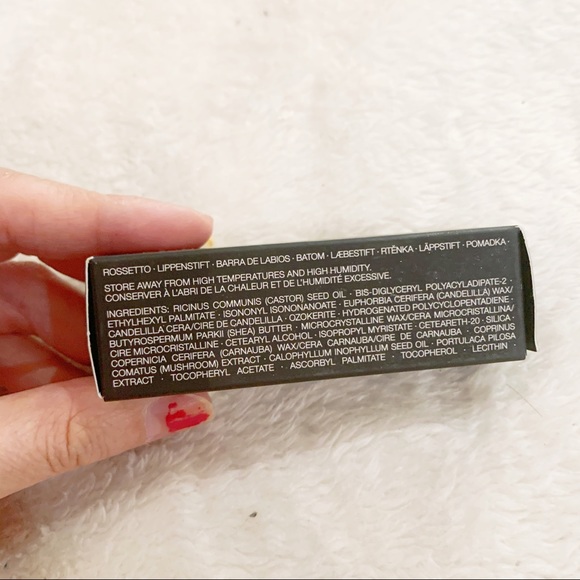 ROSSETTO · LIPPENSTIFT · BARRA DE LABIOS · BATOM · LÆBESTIFT · RTĚNKA · LÄPPSTIFT · POMADKA ·
STORE AWAY FROM HIGH TEMPERATURES AND HIGH HUMIDITY.
CONSERVER À L'ABRI DE LA CHALEUR ET DE L'HUMIDITÉ EXCESSIVE.
INGREDIENTS: RICINUS COMMUNIS (CASTOR) SEED OIL · BIS-DIGLYCERYL POLYACYLADIPATE-2 ·
ETHYLHEXYL PALMITATE · ISONONYL ISONONANOATE · EUPHORBIA CERIFERA (CANDELILLA) WAX/
CANDELILLA CERA/CIRE DE CANDELILLA · OZOKERITE · HYDROGENATED POLYCYCLOPENTADIENE ·
BUTYROSPERMUM PARKII (SHEA) BUTTER · MICROCRYSTALLINE WAX/CERA MICROCRISTALLINA/
CIRE MICROCRISTALLINE · CETEARYL ALCOHOL · ISOPROPYL MYRISTATE · CETEARETH-20 · SILICA ·
COPERNICIA CERIFERA (CARNAUBA) WAX/CERA CARNAUBA/CIRE DE CARNAUBA · COPRINUS
COMATUS (MUSHROOM) EXTRACT · CALOPHYLLUM INOPHYLLUM SEED OIL · PORTULACA PILOSA
EXTRACT · TOCOPHERYL ACETATE · ASCORBYL PALMITATE · TOCOPHEROL · LECITHIN ·